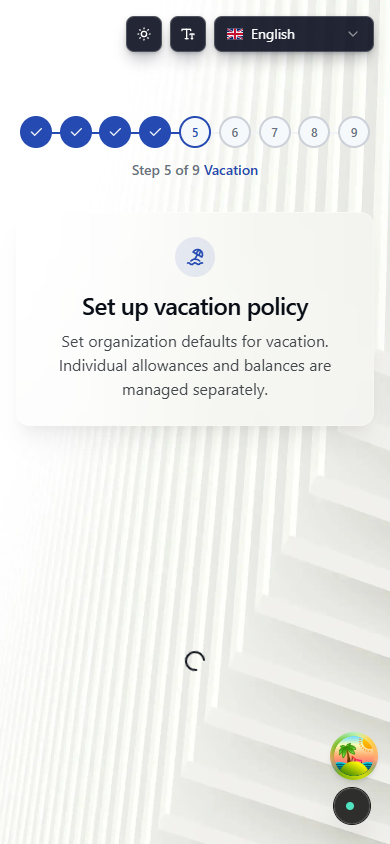 English
5 6 7 8 9
Step 5 of 9 Vacation
Set up vacation policy
Set organization defaults for vacation.
Individual allowances and balances are
managed separately.